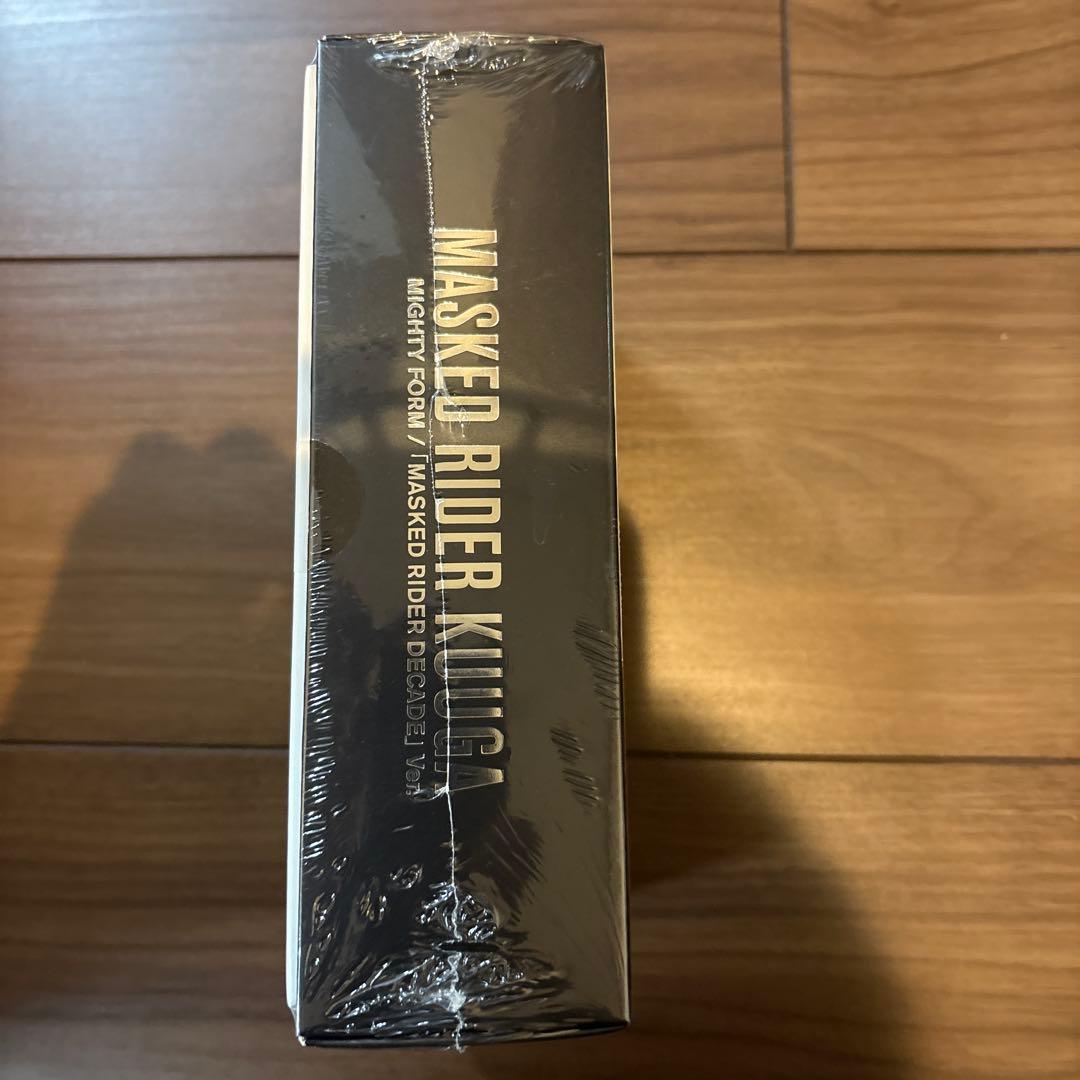 MASKED RIDER KUUGA
MIGHTY FORM /「MASKED RIDER DECADE」Ver.